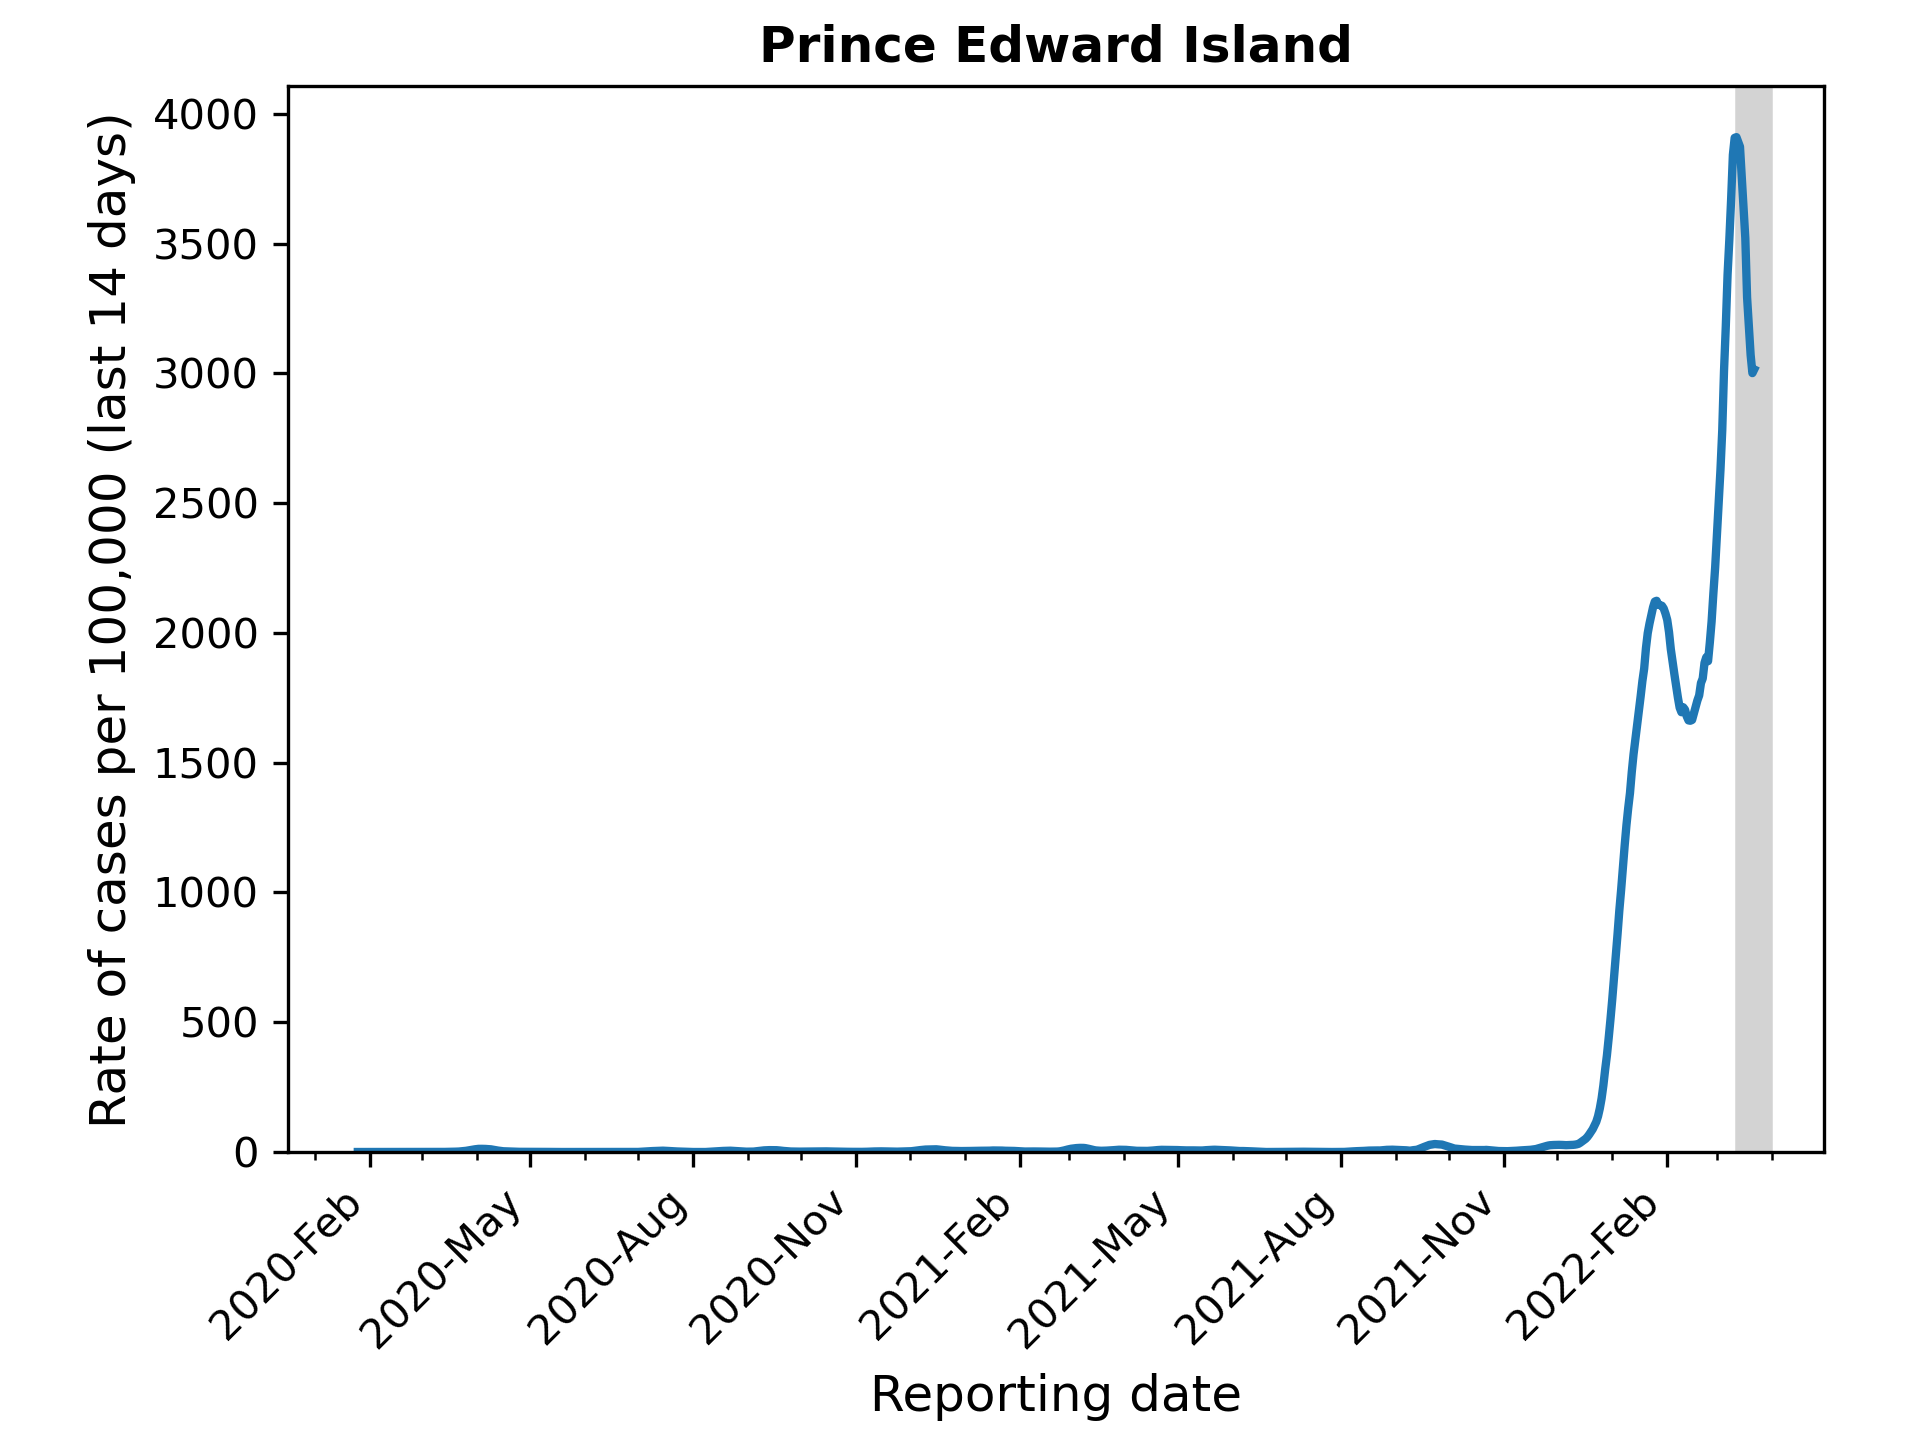 Prince Edward Island
Rate of cases per 100,000 (last 14 days)
4000
3500
3000
2500
2000
1500
1000
500
0
2020-Feb
2020-May
2020-Aug
2020-Nov
2021-Feb
2021-May
2021-Aug
2021-Nov
2022-Feb
Reporting date